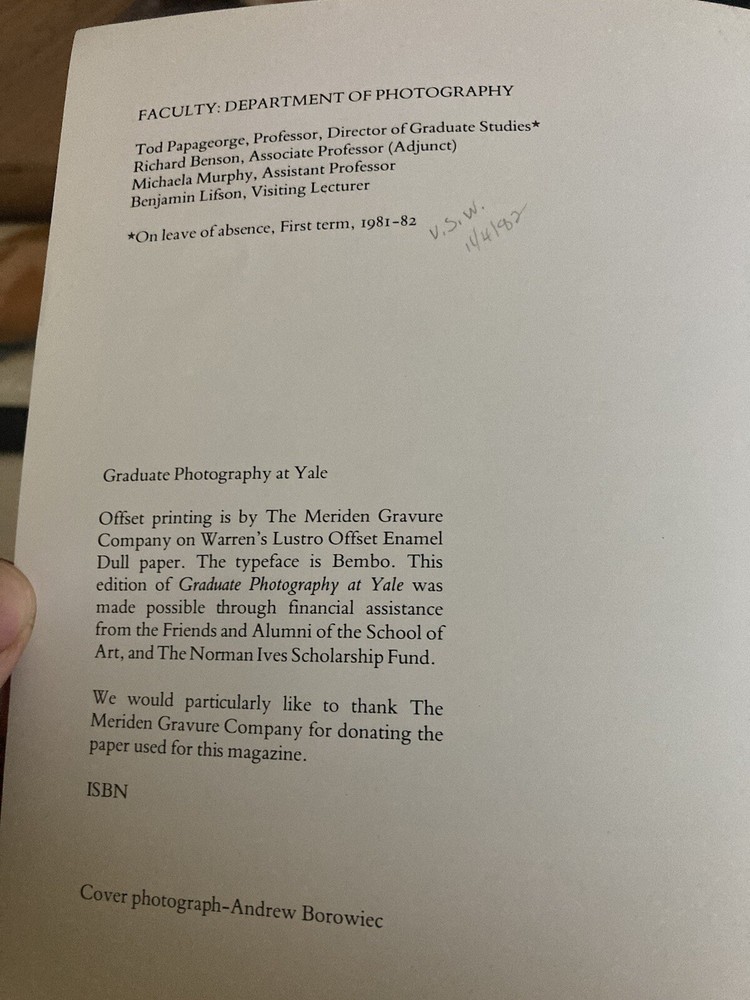 FACULTY: DEPARTMENT OF PHOTOGRAPHY
Tod Papageorge, Professor, Director of Graduate Studies*
Richard Benson, Associate Professor (Adjunct)
Michaela Murphy, Assistant Professor
Benjamin Lifson, Visiting Lecturer
*On leave of absence, First term, 1981-82
V.S.W.
11/4/82
Graduate Photography at Yale
Offset printing is by The Meriden Gravure
Company on Warren's Lustro Offset Enamel
Dull paper. The typeface is Bembo. This
edition of Graduate Photography at Yale was
made possible through financial assistance
from the Friends and Alumni of the School of
Art, and The Norman Ives Scholarship Fund.
We would particularly like to thank The
Meriden Gravure Company for donating the
paper used for this magazine.
ISBN
Cover photograph-Andrew Borowiec